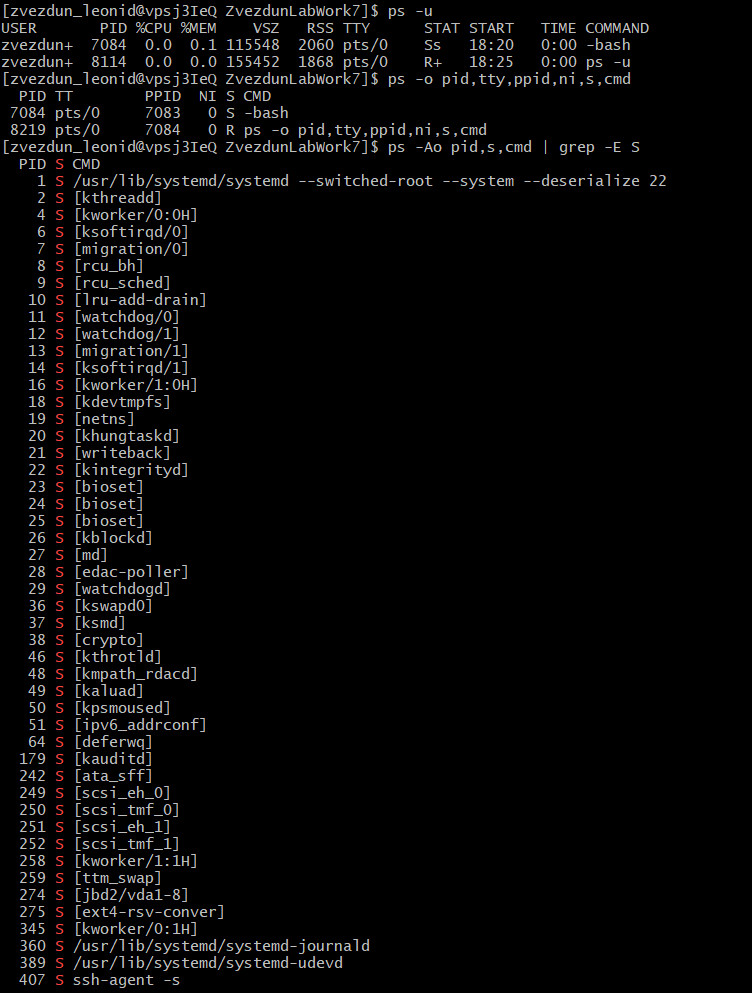 [zvezdun_leonid@vpsj3IeQ ZvezdunLabWork7]$ ps -u
USER       PID %CPU %MEM    VSZ   RSS TTY      STAT START   TIME COMMAND
zvezdun+  7084  0.0  0.1 115548  2060 pts/0    Ss   18:20   0:00 -bash
zvezdun+  8114  0.0  0.0 155452  1868 pts/0    R+   18:25   0:00 ps -u
[zvezdun_leonid@vpsj3IeQ ZvezdunLabWork7]$ ps -o pid,tty,ppid,ni,s,cmd
  PID TT        PPID  NI S CMD
 7084 pts/0     7083   0 S -bash
 8219 pts/0     7084   0 R ps -o pid,tty,ppid,ni,s,cmd
[zvezdun_leonid@vpsj3IeQ ZvezdunLabWork7]$ ps -Ao pid,s,cmd | grep -E S
  PID S CMD
    1 S /usr/lib/systemd/systemd --switched-root --system --deserialize 22
    2 S [kthreadd]
    4 S [kworker/0:0H]
    6 S [ksoftirqd/0]
    7 S [migration/0]
    8 S [rcu_bh]
    9 S [rcu_sched]
   10 S [lru-add-drain]
   11 S [watchdog/0]
   12 S [watchdog/1]
   13 S [migration/1]
   14 S [ksoftirqd/1]
   16 S [kworker/1:0H]
   18 S [kdevtmpfs]
   19 S [netns]
   20 S [khungtaskd]
   21 S [writeback]
   22 S [kintegrityd]
   23 S [bioset]
   24 S [bioset]
   25 S [bioset]
   26 S [kblockd]
   27 S [md]
   28 S [edac-poller]
   29 S [watchdogd]
   36 S [kswapd0]
   37 S [ksmd]
   38 S [crypto]
   46 S [kthrotld]
   48 S [kmpath_rdacd]
   49 S [kaluad]
   50 S [kpsmoused]
   51 S [ipv6_addrconf]
   64 S [deferwq]
  179 S [kauditd]
  242 S [ata_sff]
  249 S [scsi_eh_0]
  250 S [scsi_tmf_0]
  251 S [scsi_eh_1]
  252 S [scsi_tmf_1]
  258 S [kworker/1:1H]
  259 S [ttm_swap]
  274 S [jbd2/vda1-8]
  275 S [ext4-rsv-conver]
  345 S [kworker/0:1H]
  360 S /usr/lib/systemd/systemd-journald
  389 S /usr/lib/systemd/systemd-udevd
  407 S ssh-agent -s